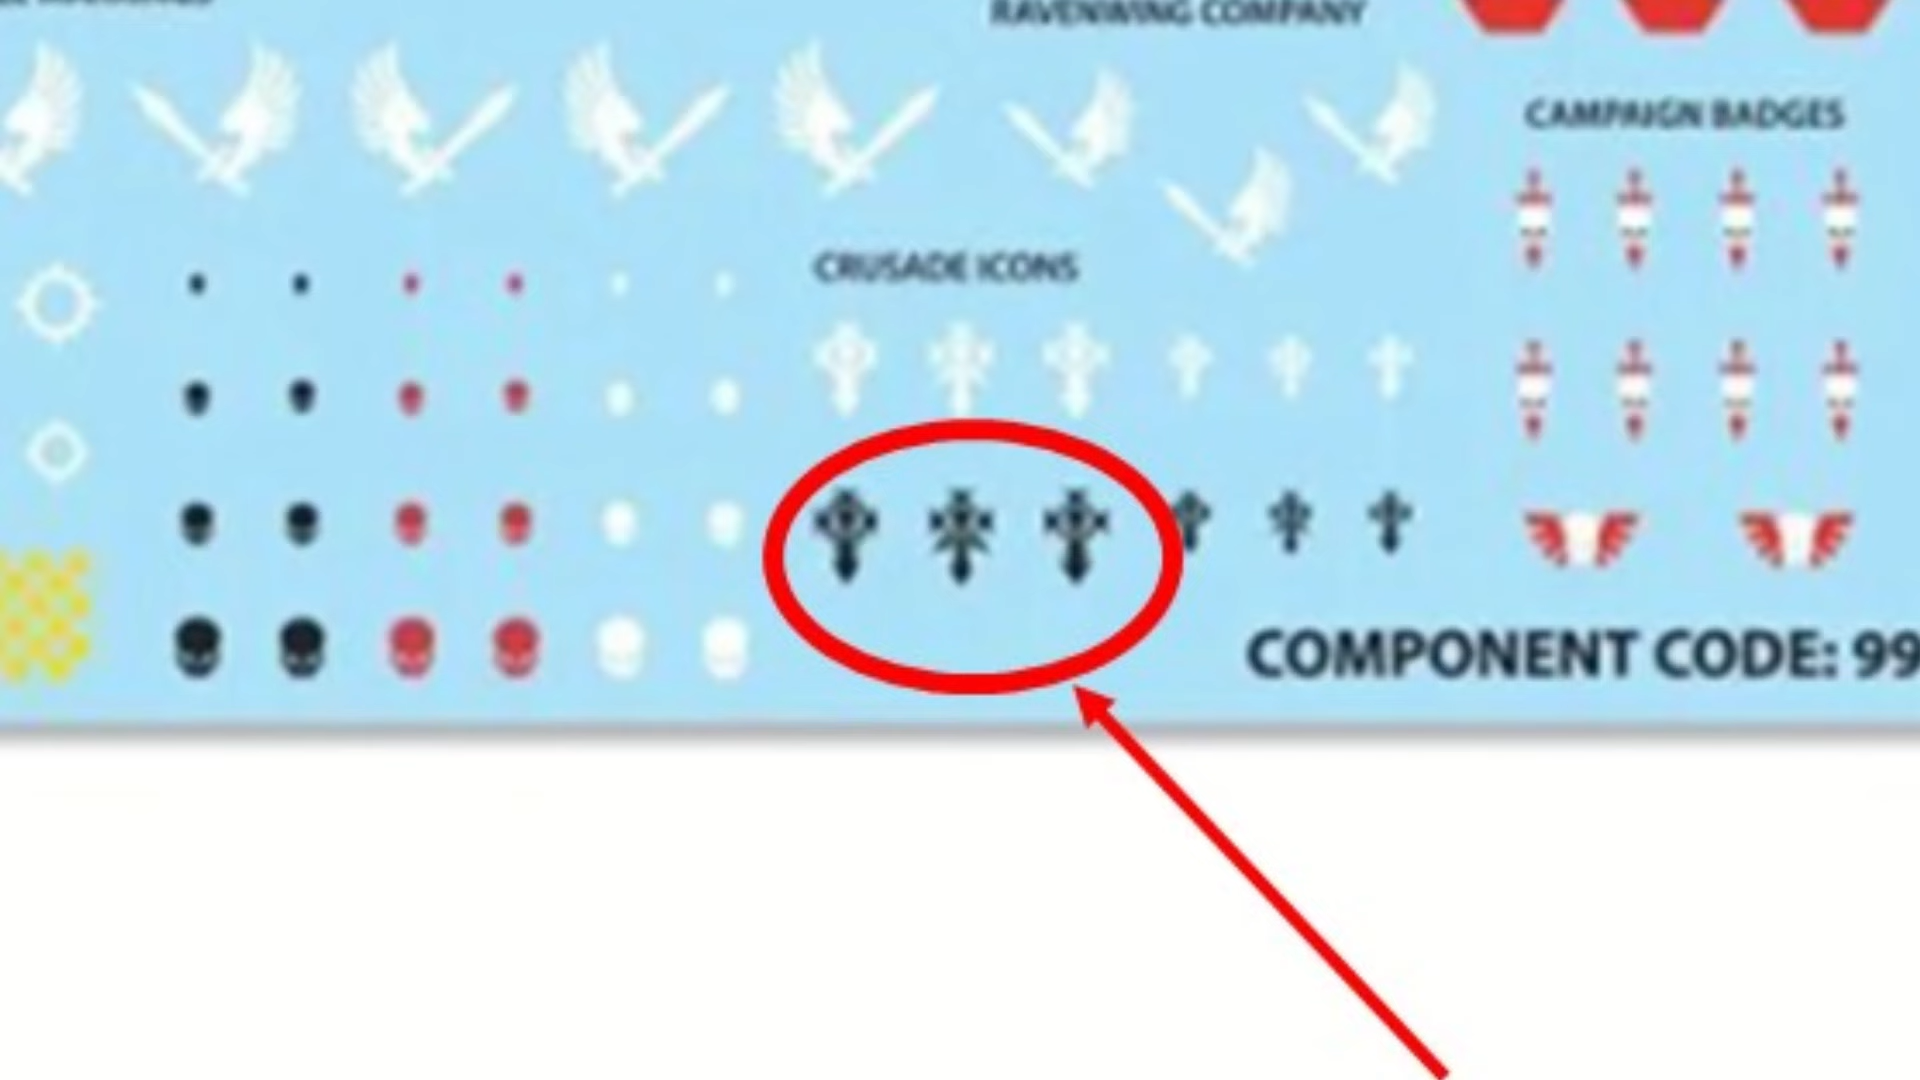 RAVENWING COMPANY
CAMPAIGN BADGES
CRUSADE ICONS
COMPONENT CODE: 99